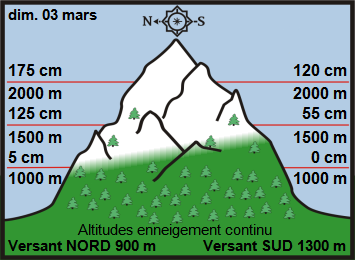 dim. 03 mars
N S
175 cm 120 cm
2000 m 2000 m
125 cm 55 cm
1500 m 1500 m
5 cm 0 cm
1000 m 1000 m
Altitudes enneigement continu
Versant NORD 900 m Versant SUD 1300 m